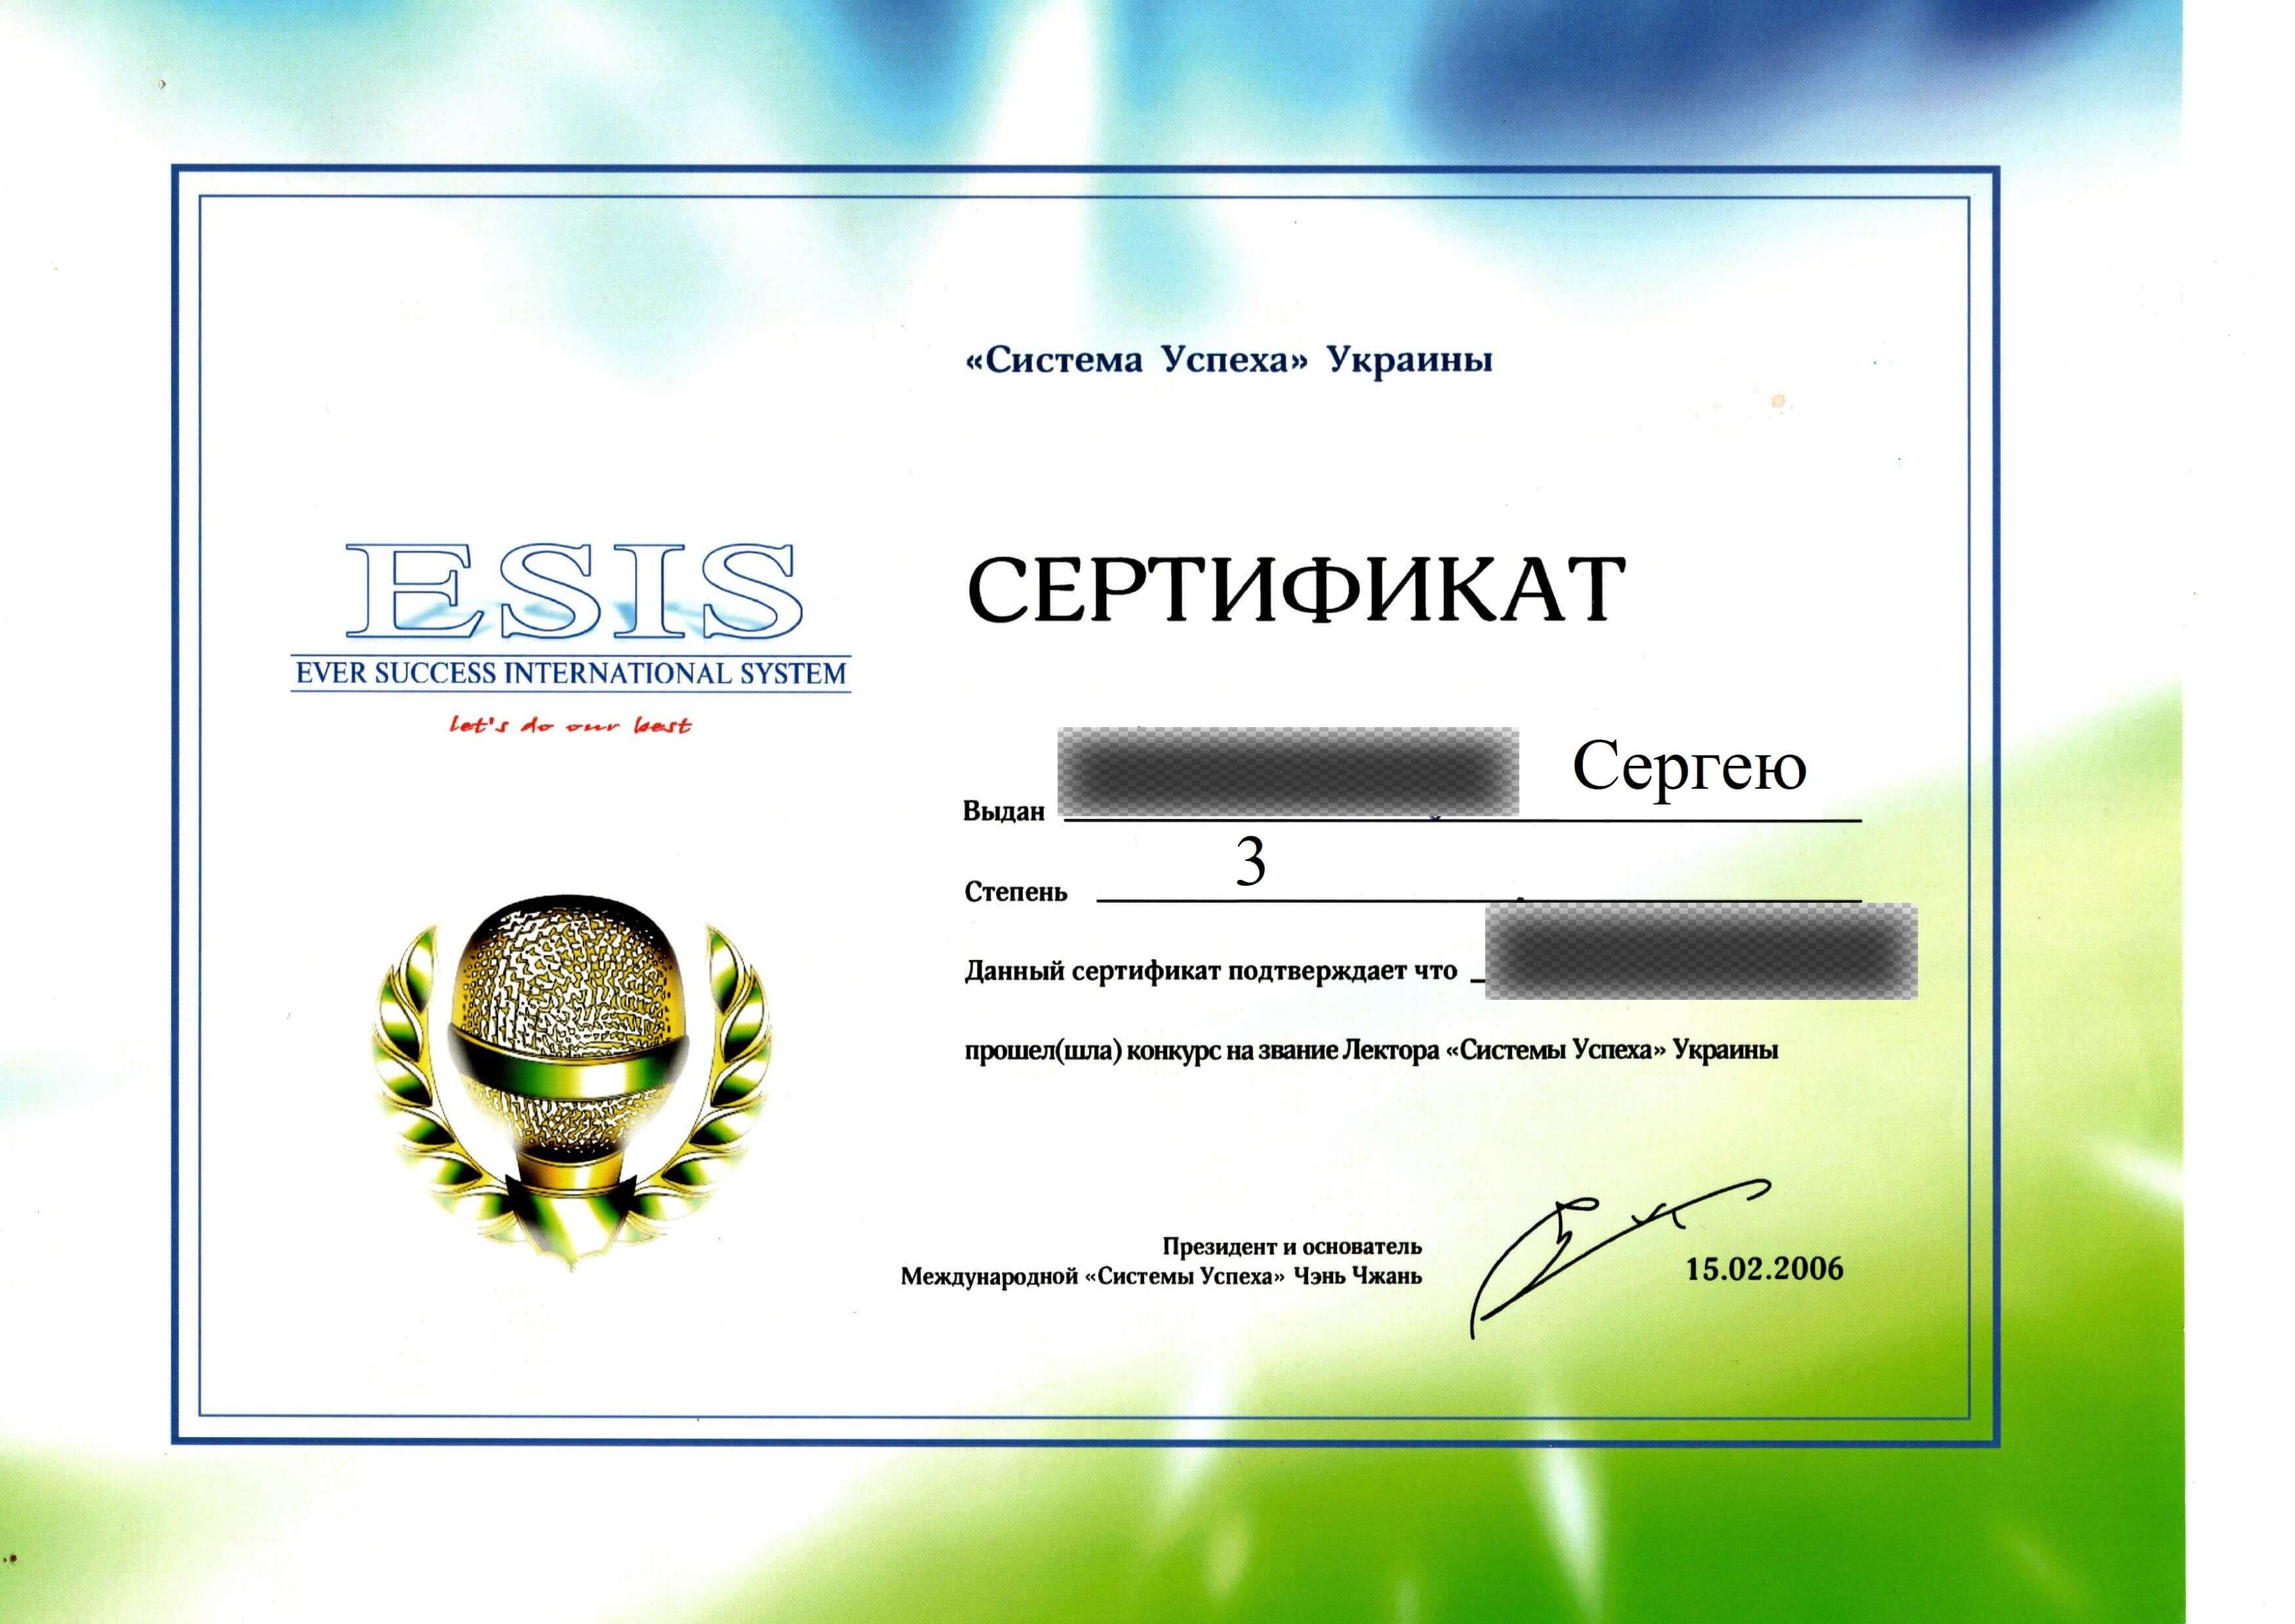 «Система Успеха» Украины
ESIS
EVER SUCCESS INTERNATIONAL SYSTEM
let's do our best
СЕРТИФИКАТ
Выдан Сергею
Степень 3
Данный сертификат подтверждает что
прошел(шла) конкурс на звание Лектора «Системы Успеха» Украины
Президент и основатель
Международной «Системы Успеха» Чэнь Чжань
15.02.2006